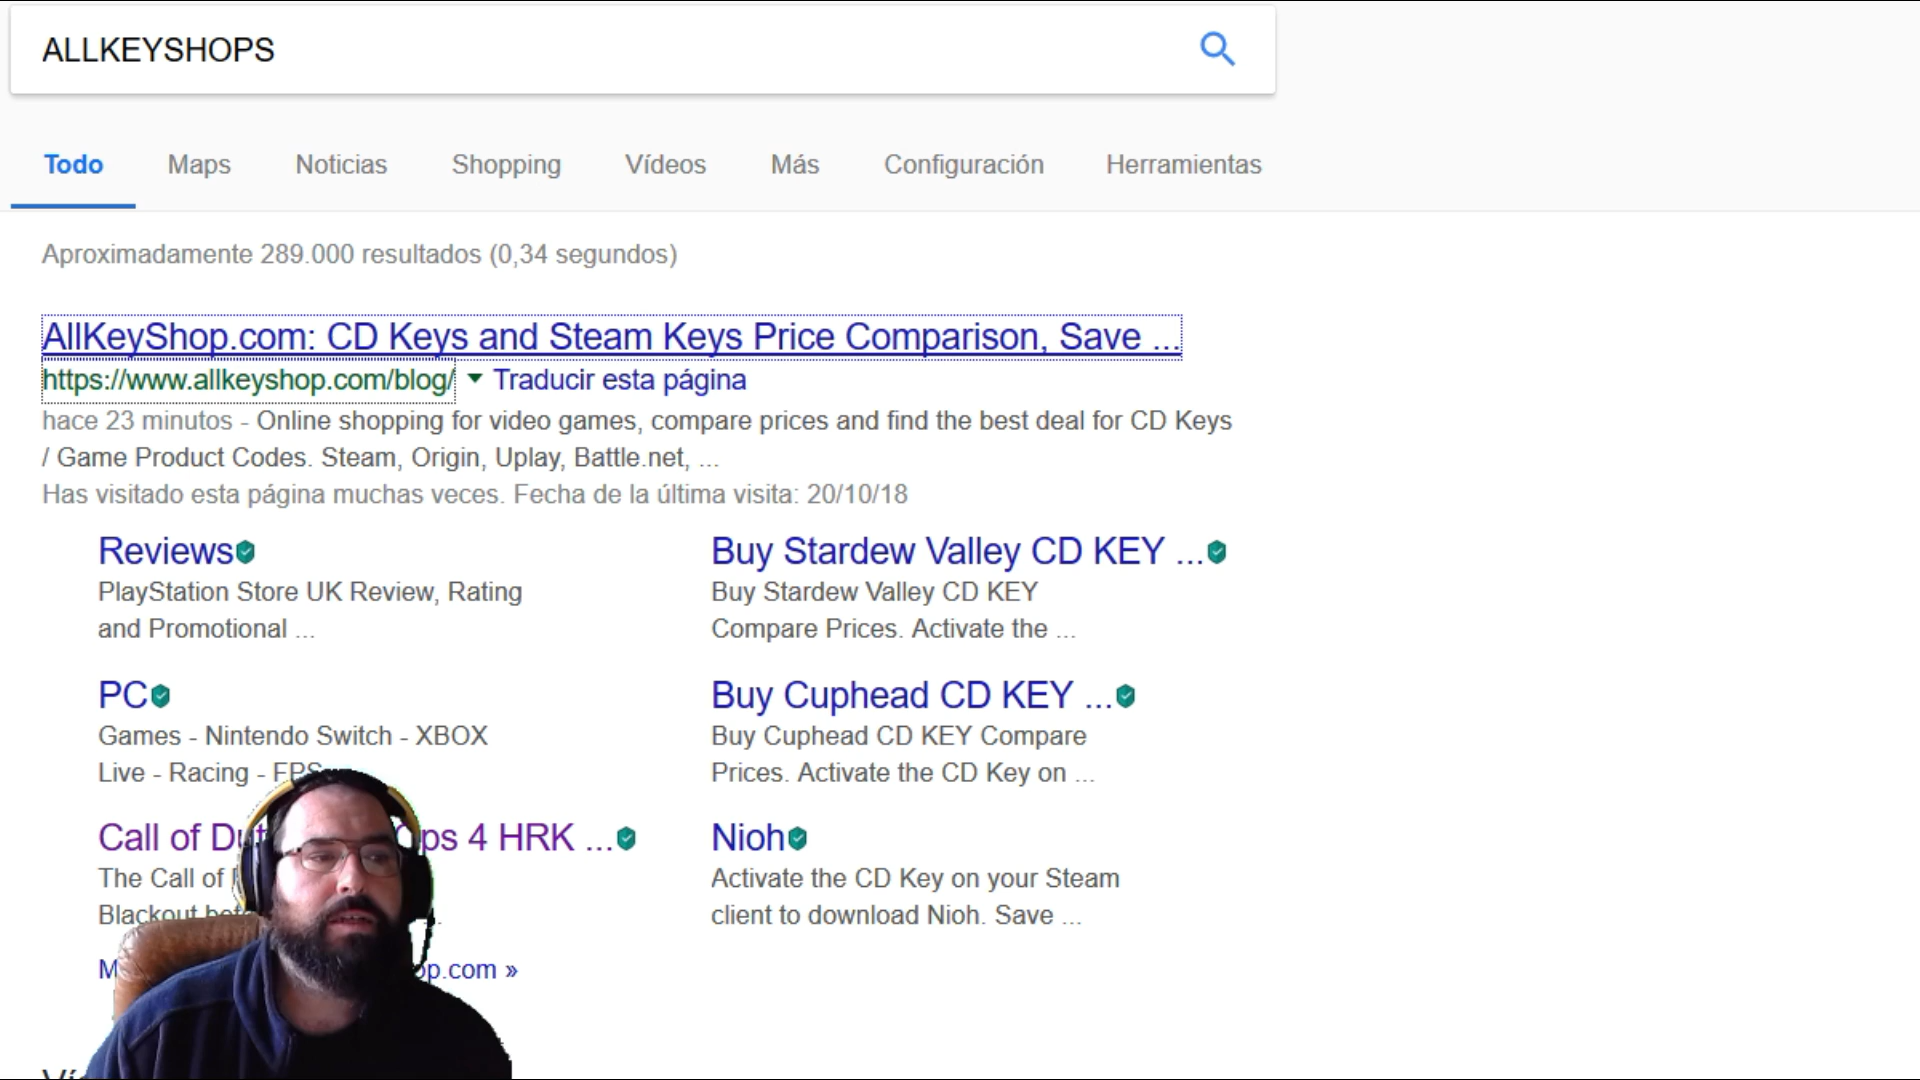 ALLKEYSHOPS
Todo Maps Noticias Shopping Vídeos Más Configuración Herramientas
Aproximadamente 289.000 resultados (0,34 segundos)
AllKeyShop.com: CD Keys and Steam Keys Price Comparison, Save ...
https://www.allkeyshop.com/blog/ Traducir esta página
hace 23 minutos - Online shopping for video games, compare prices and find the best deal for CD Keys
/ Game Product Codes. Steam, Origin, Uplay, Battle.net, ...
Has visitado esta página muchas veces. Fecha de la última visita: 20/10/18
Reviews
PlayStation Store UK Review, Rating
and Promotional ...
Buy Stardew Valley CD KEY ...
Buy Stardew Valley CD KEY
Compare Prices. Activate the ...
PC
Games - Nintendo Switch - XBOX
Live - Racing - FPS
Buy Cuphead CD KEY ...
Buy Cuphead CD KEY Compare
Prices. Activate the CD Key on ...
Call of Ops 4 HRK ...
The Call of
Blackout
Nioh
Activate the CD Key on your Steam
client to download Nioh. Save ...
op.com »